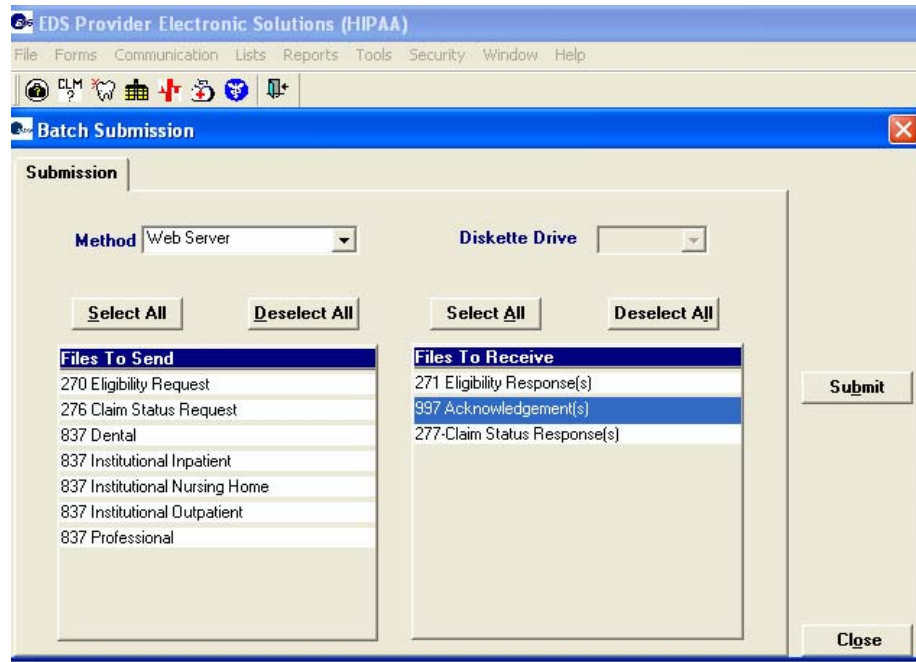 EDS Provider Electronic Solutions (HIPAA)
File Forms Communication Lists Reports Tools Security Window Help
CLM
?
Batch Submission
Submission
Method Web Server Diskette Drive
Select All Deselect All Select All Deselect All
Files To Send
270 Eligibility Request
276 Claim Status Request
837 Dental
837 Institutional Inpatient
837 Institutional Nursing Home
837 Institutional Outpatient
837 Professional
Files To Receive
271 Eligibility Response(s)
997 Acknowledgement(s)
277-Claim Status Response(s)
Submit
Close